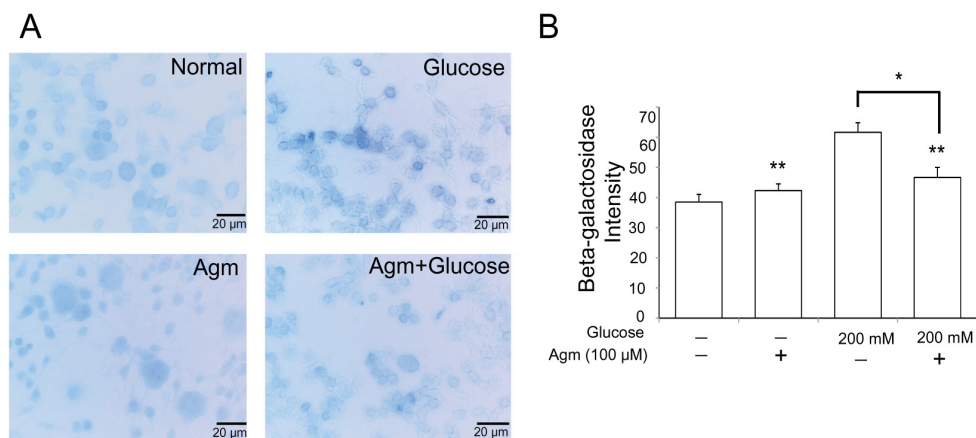 A
Normal
20 µm
Glucose
20 µm
Agm
20 µm
Agm+Glucose
20 µm
B
Beta-galactosidase
Intensity
70
60
50
40
30
20
10
0
*
**
**
Glucose – – 200 mM 200 mM
Agm (100 µM) – + – +